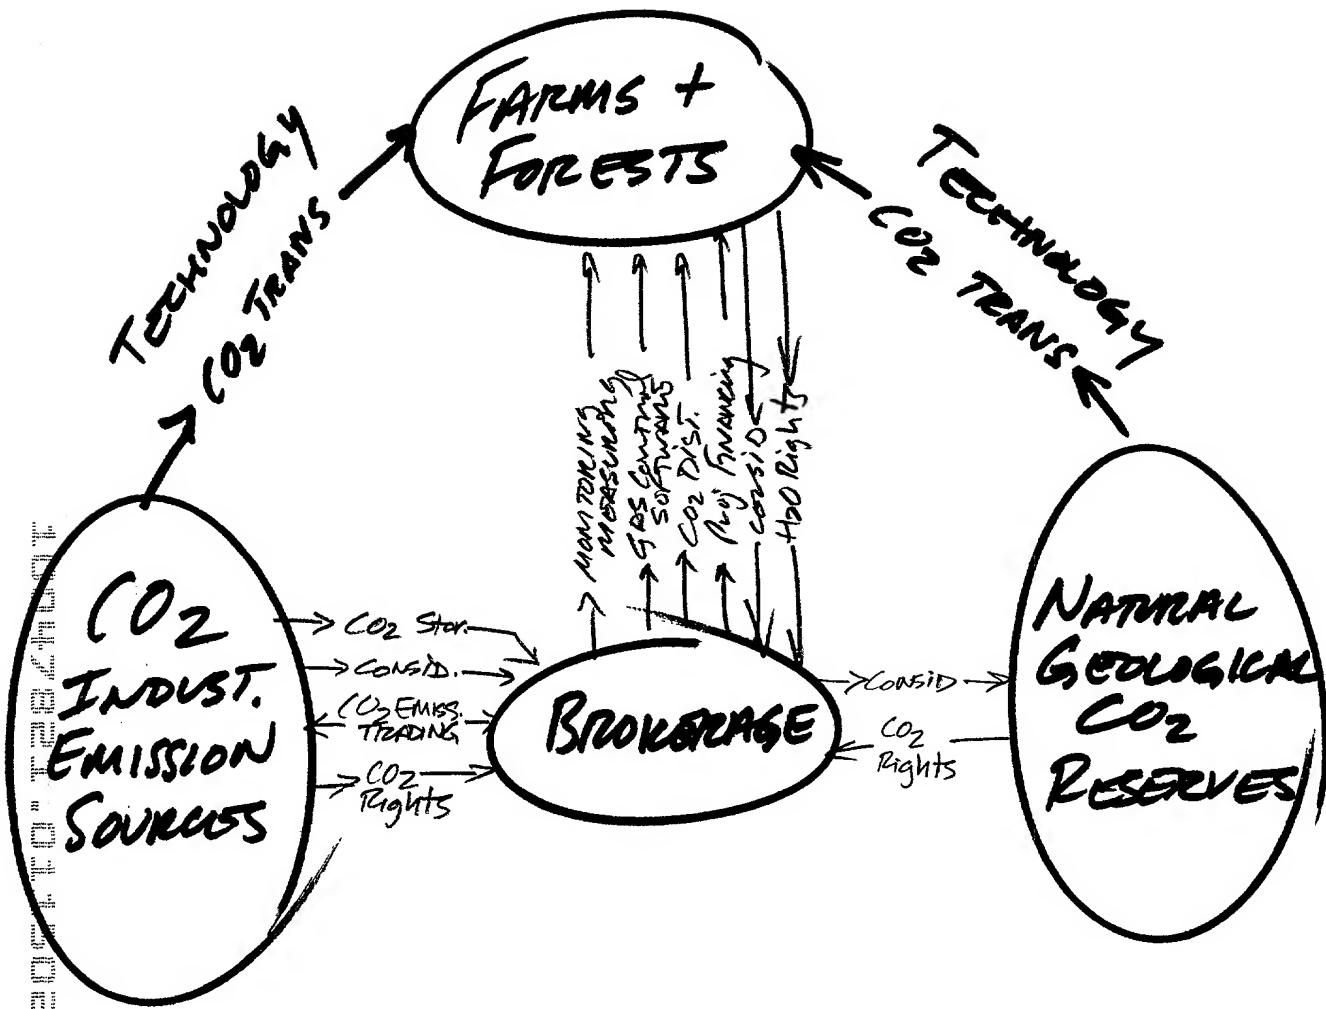 FARMS +
FORESTS
TECHNOLOGY
CO2 TRANS
TECHNOLOGY
CO2 TRANS
MONITORING
MEASURING
GAS CONTROL
SOFTWARE
CO2 DIST.
Proj FINANCING
CONSID
H2O Rights
CO2
INDUST.
EMISSION
SOURCES
CO2 Stor.
CONSID.
CO2 EMISS.
TRADING
CO2
Rights
BROKERAGE
CONSID
CO2
Rights
NATURAL
GEOLOGICAL
CO2
RESERVES